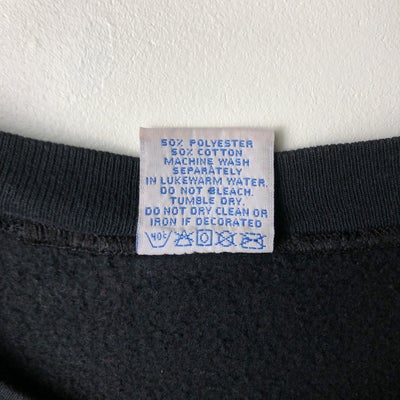 50% POLYESTER
50% COTTON
MACHINE WASH
SEPARATELY
IN LUKEWARM WATER.
DO NOT BLEACH.
TUMBLE DRY.
DO NOT DRY CLEAN OR
IRON IF DECORATED
40c